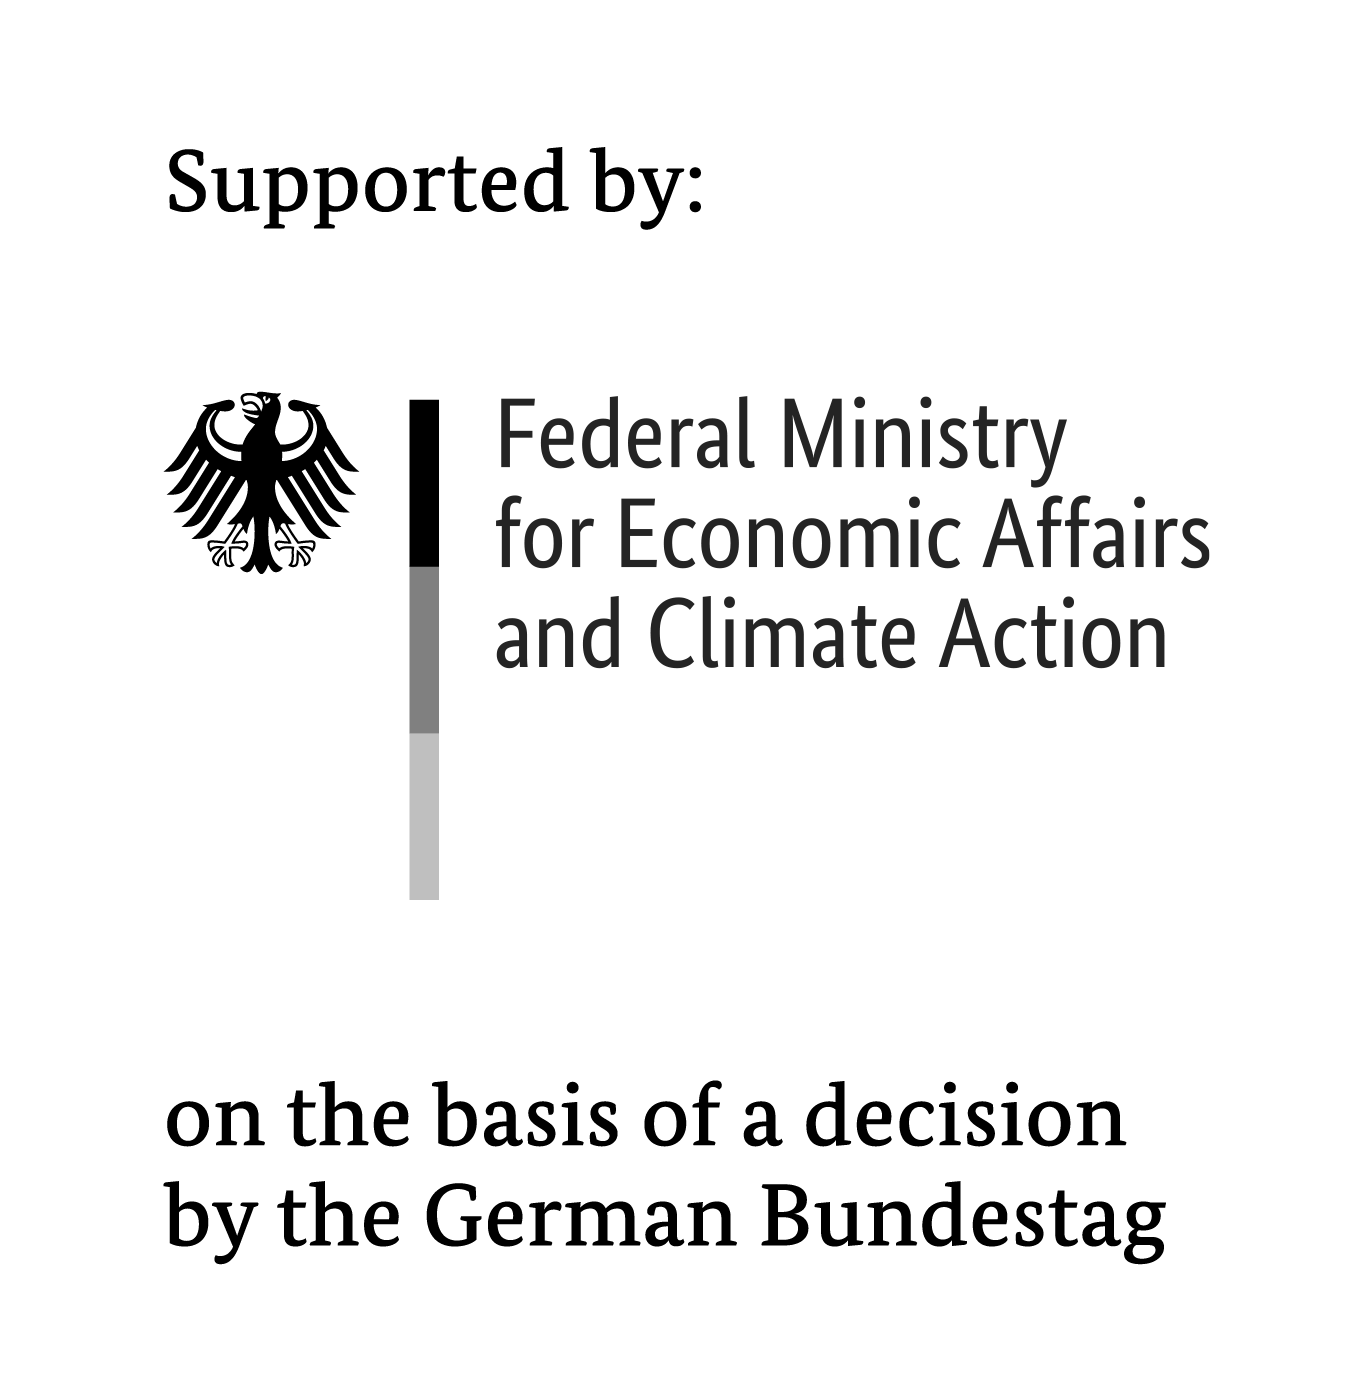 Supported by:
Federal Ministry
for Economic Affairs
and Climate Action
on the basis of a decision
by the German Bundestag